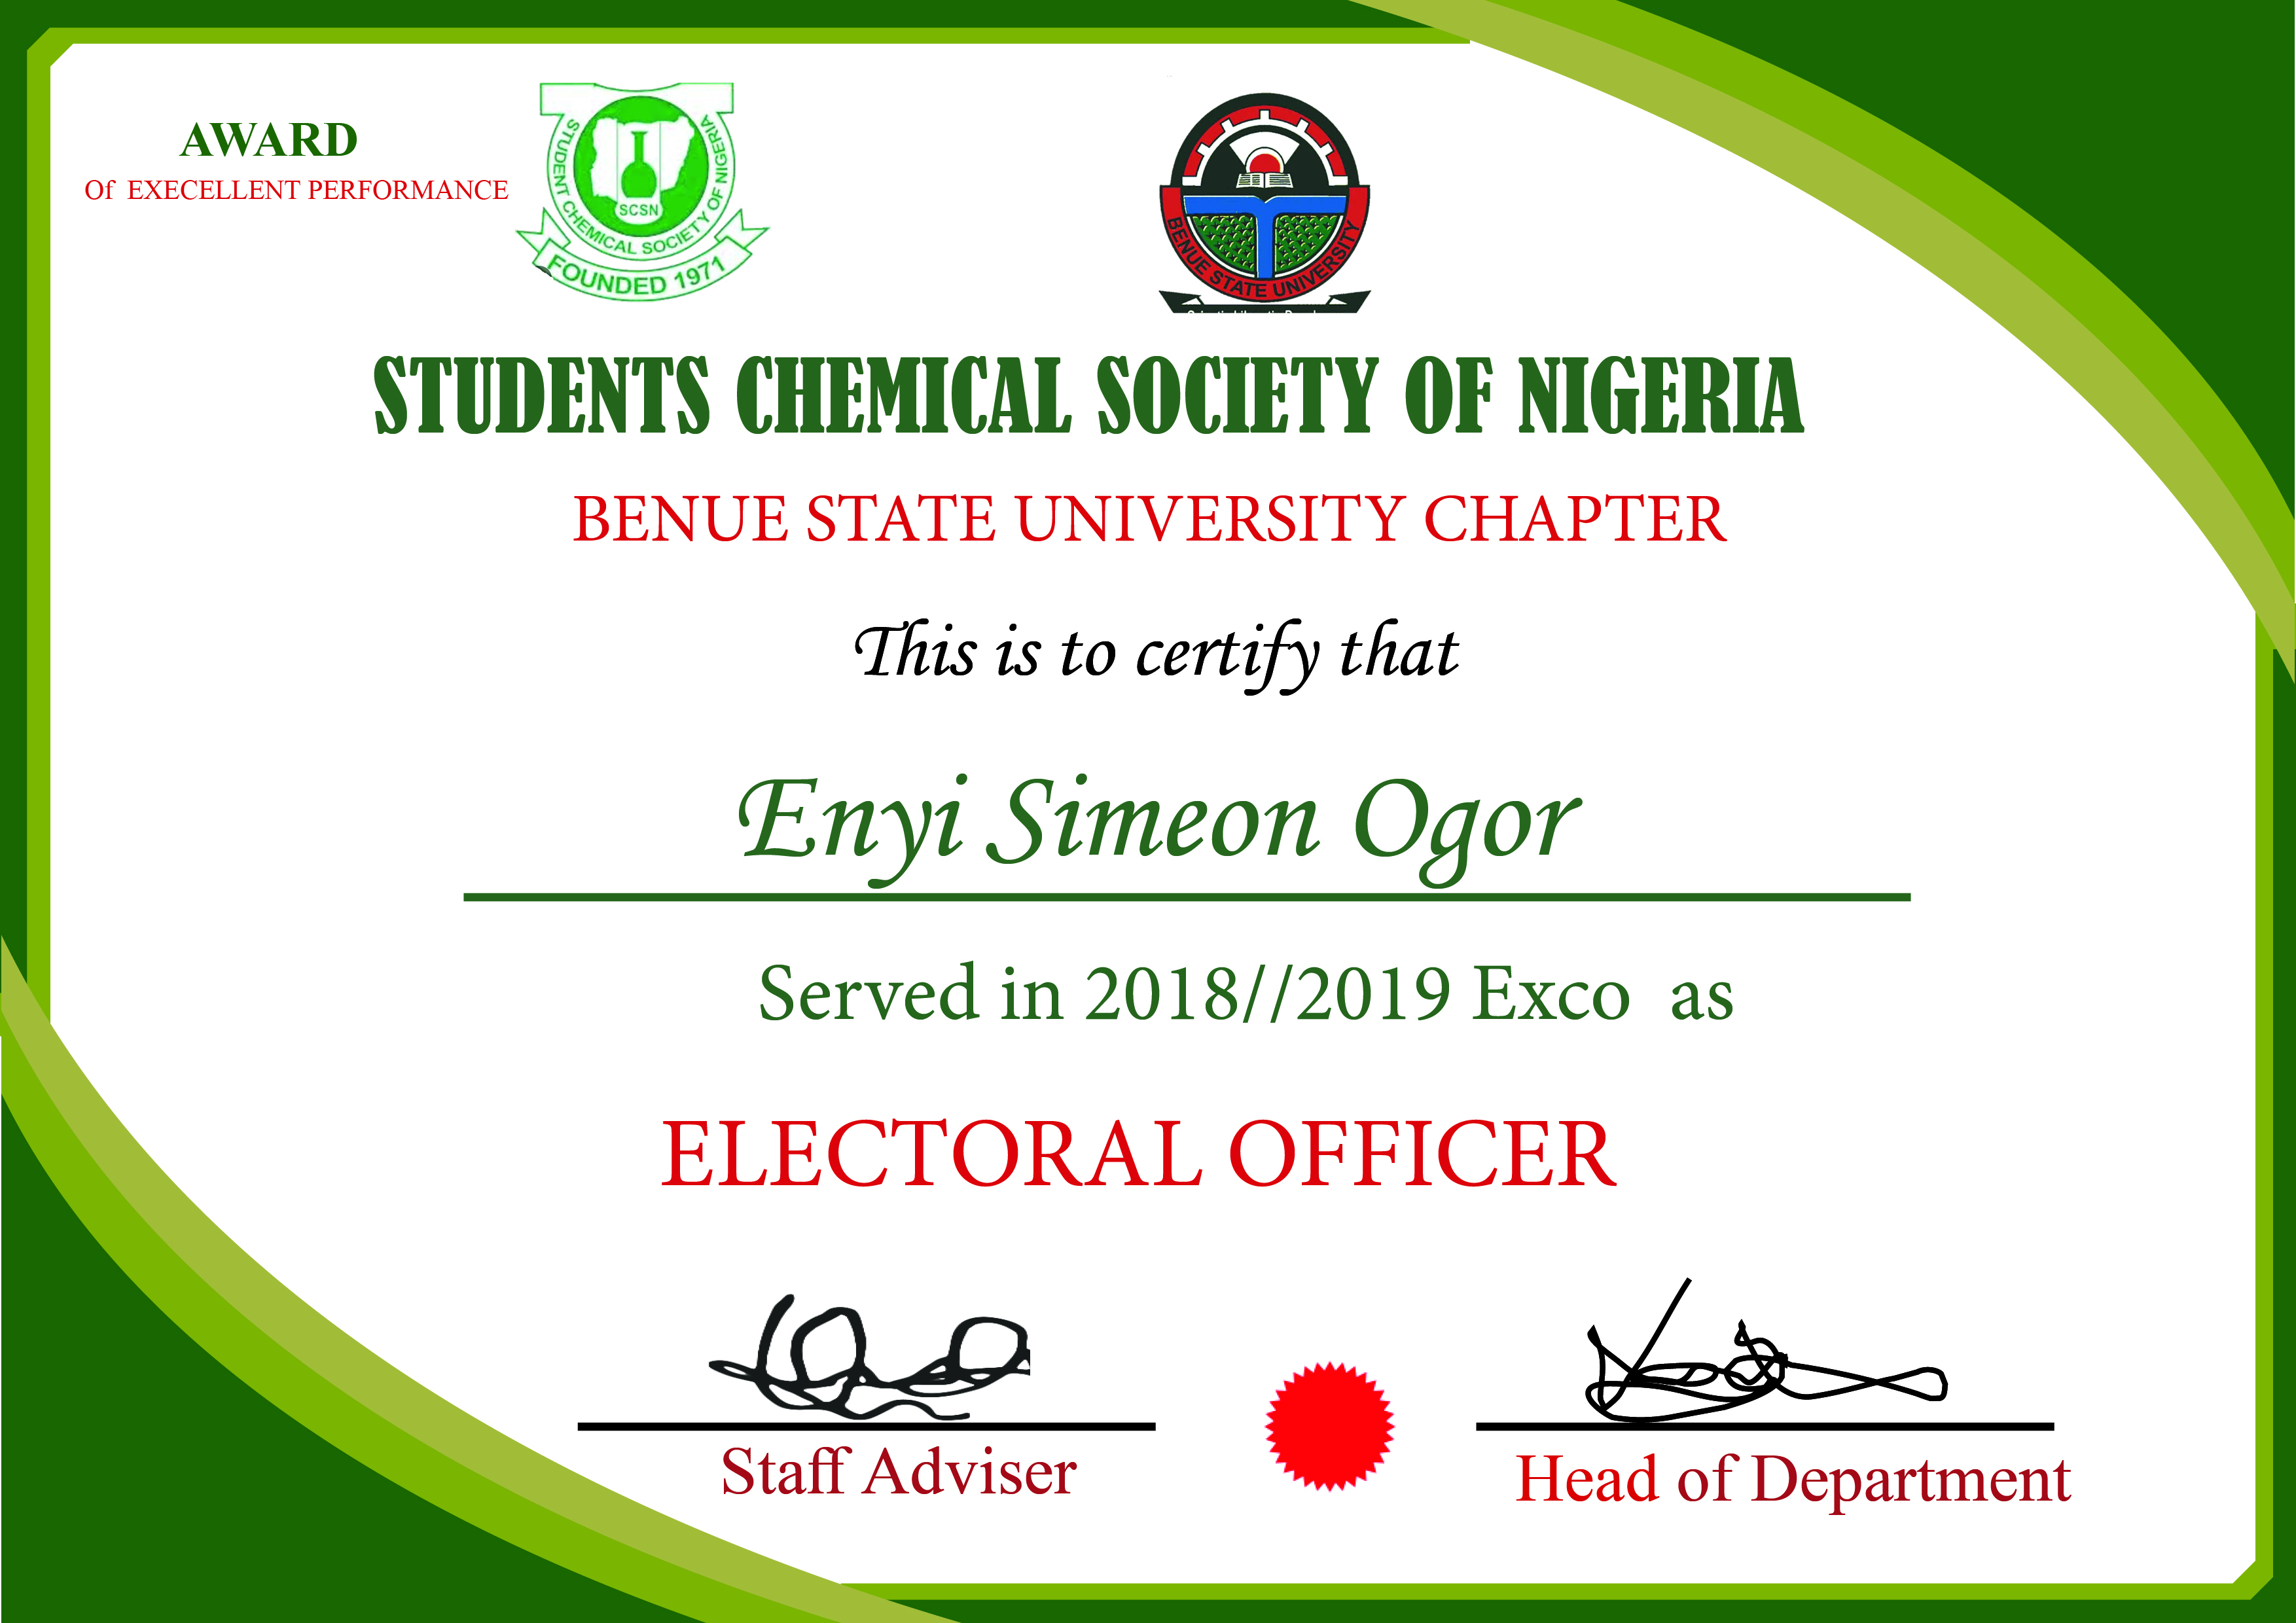 AWARD
Of EXECELLENT PERFORMANCE
STUDENT CHEMICAL SOCIETY OF NIGERIA
SCSN
FOUNDED 1971
BENUE STATE UNIVERSITY
STUDENTS CHEMICAL SOCIETY OF NIGERIA
BENUE STATE UNIVERSITY CHAPTER
This is to certify that
Enyi Simeon Ogor
Served in 2018//2019 Exco as
ELECTORAL OFFICER
Staff Adviser
Head of Department